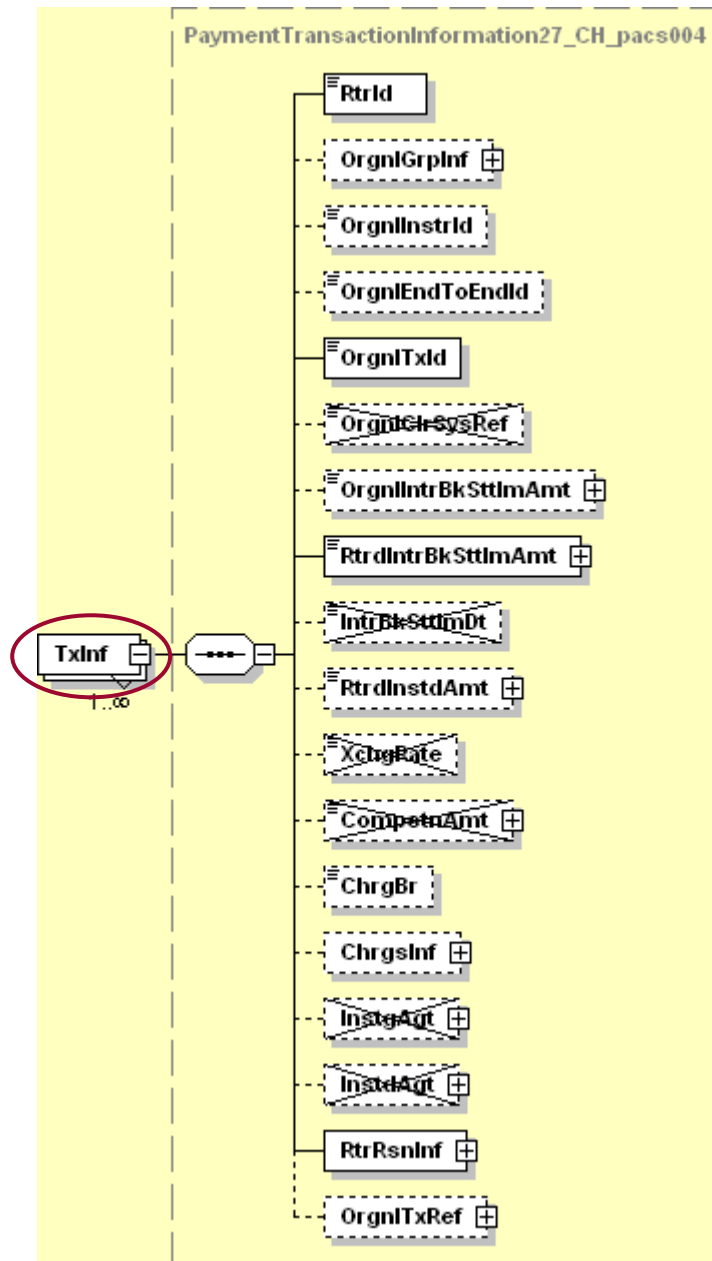 PaymentTransactionInformation27_CH_pacs004
RtrId
OrgnlGrpInf
OrgnlInstrId
OrgnlEndToEndId
OrgnlTxId
OrgnlClrSysRef
OrgnlIntrBkSttlmAmt
RtrdIntrBkSttlmAmt
IntrBkSttlmDt
TxInf
1..∞
RtrdInstdAmt
XchgRate
CompstnAmt
ChrgBr
ChrgsInf
InstgAgt
InstdAgt
RtrRsnInf
OrgnlTxRef